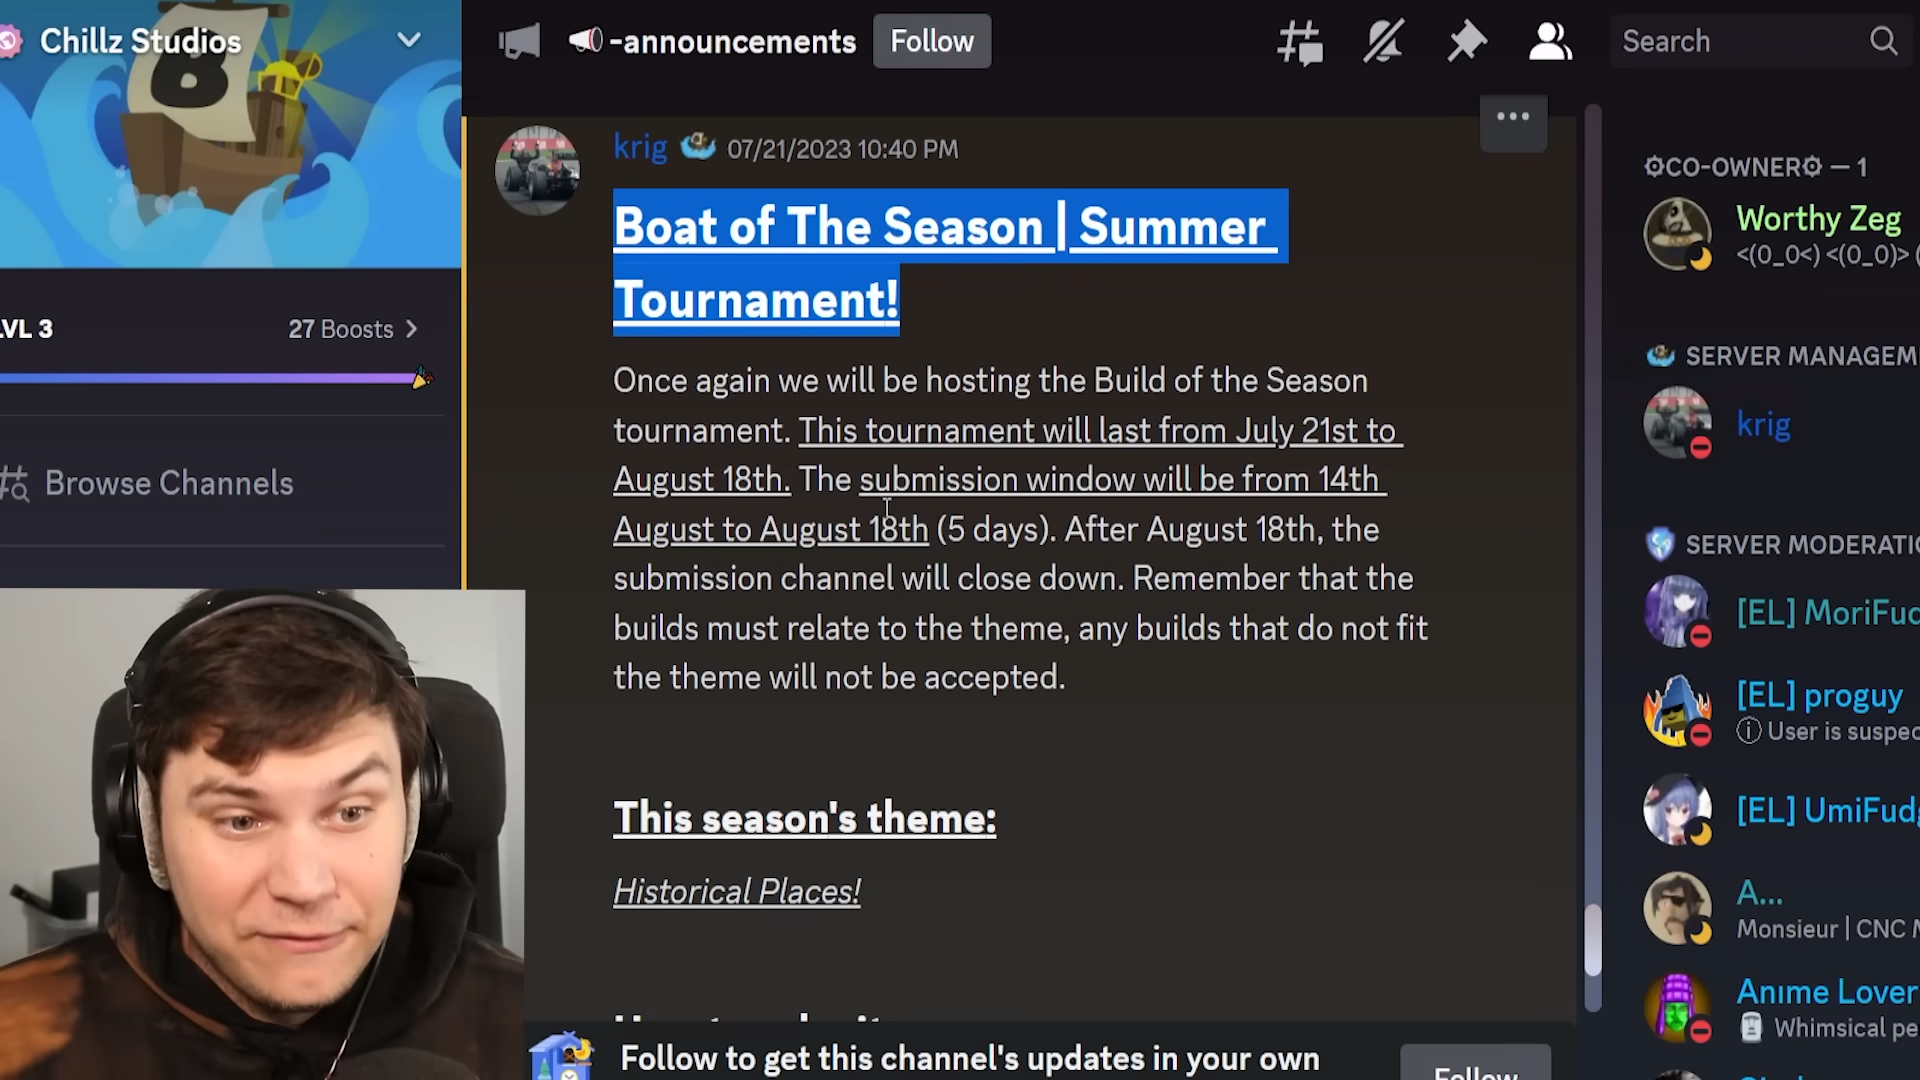 Chillz Studios
B
LVL 3
27 Boosts
Browse Channels
-announcements
Follow
Search
krig 07/21/2023 10:40 PM
Boat of The Season | Summer
Tournament!
Once again we will be hosting the Build of the Season
tournament. This tournament will last from July 21st to
August 18th. The submission window will be from 14th
August to August 18th (5 days). After August 18th, the
submission channel will close down. Remember that the
builds must relate to the theme, any builds that do not fit
the theme will not be accepted.
This season's theme:
Historical Places!
Follow to get this channel's updates in your own
Follow
CO-OWNER — 1
Worthy Zeg
<(0_0<) <(0_0)> (
SERVER MANAGEM
krig
SERVER MODERATI
[EL] MoriFud
[EL] proguy
User is suspec
[EL] UmiFudg
A...
Monsieur | CNC M
Anıme Lover
Whimsical pe